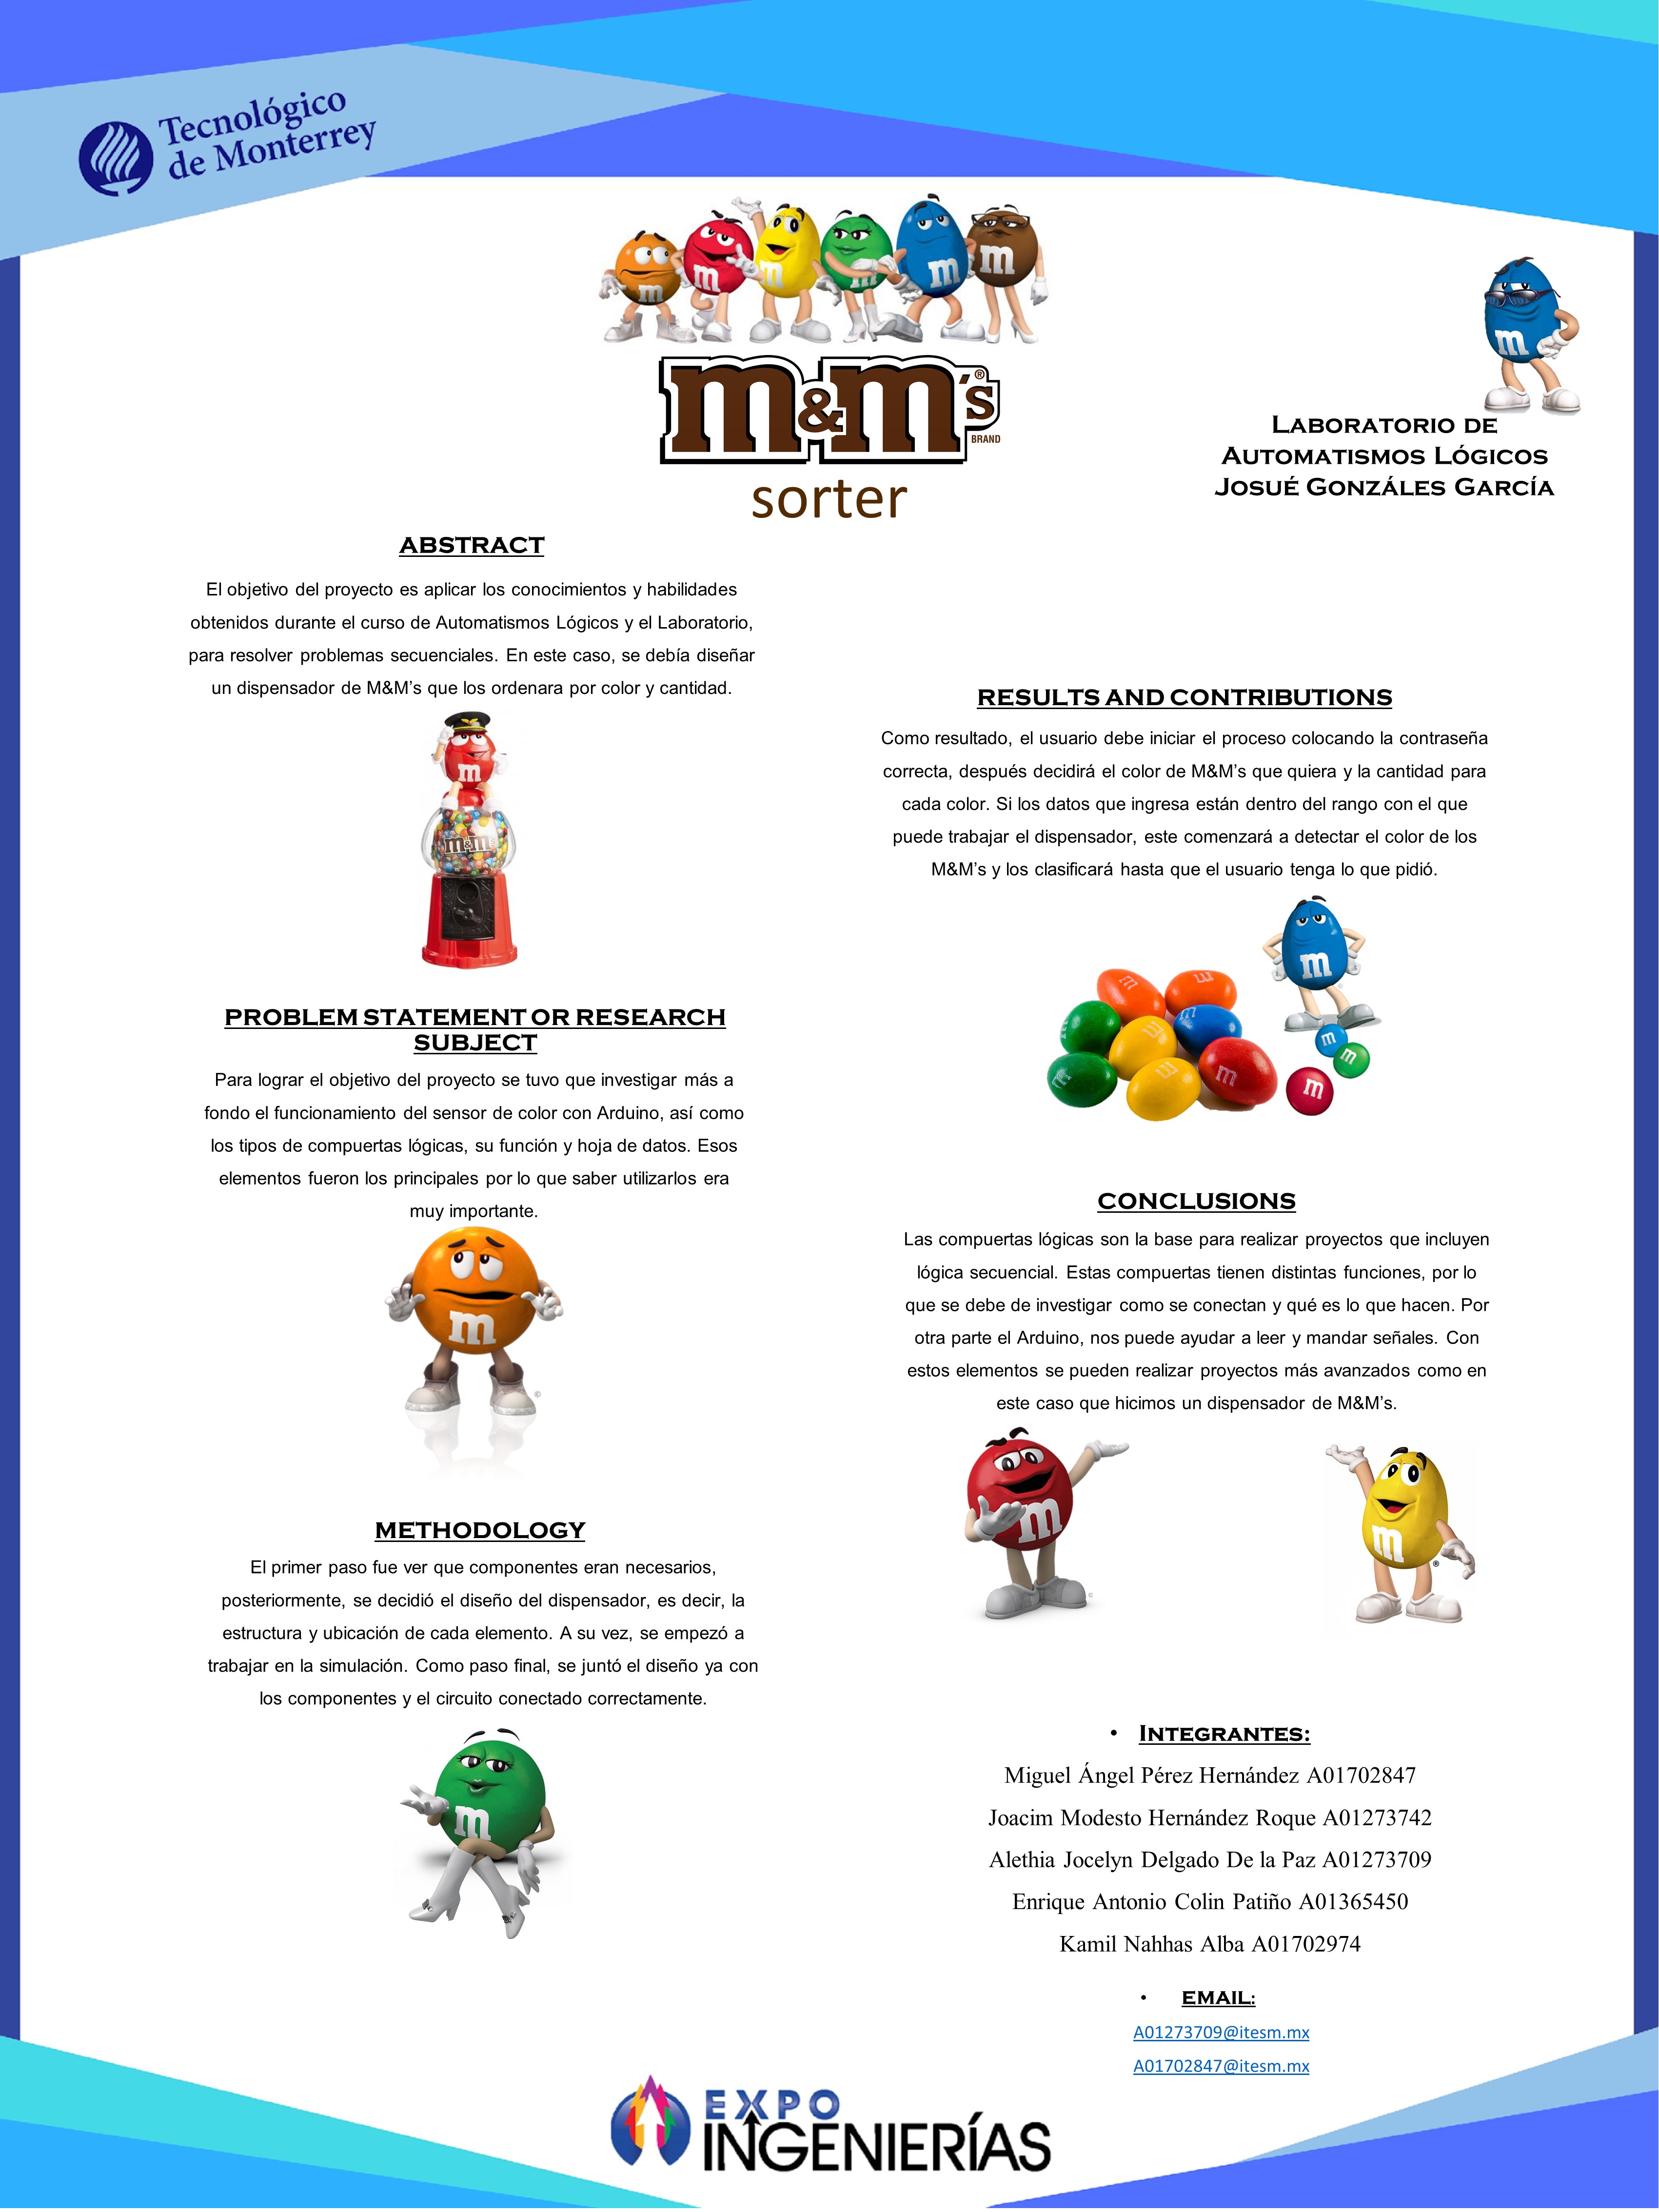 Tecnológico
de Monterrey
m&m's®
BRAND
sorter
LABORATORIO DE
AUTOMATISMOS LÓGICOS
JOSUÉ GONZÁLES GARCÍA
ABSTRACT
El objetivo del proyecto es aplicar los conocimientos y habilidades
obtenidos durante el curso de Automatismos Lógicos y el Laboratorio,
para resolver problemas secuenciales. En este caso, se debía diseñar
un dispensador de M&M's que los ordenara por color y cantidad.
PROBLEM STATEMENT OR RESEARCH
SUBJECT
Para lograr el objetivo del proyecto se tuvo que investigar más a
fondo el funcionamiento del sensor de color con Arduino, así como
los tipos de compuertas lógicas, su función y hoja de datos. Esos
elementos fueron los principales por lo que saber utilizarlos era
muy importante.
METHODOLOGY
El primer paso fue ver que componentes eran necesarios,
posteriormente, se decidió el diseño del dispensador, es decir, la
estructura y ubicación de cada elemento. A su vez, se empezó a
trabajar en la simulación. Como paso final, se juntó el diseño ya con
los componentes y el circuito conectado correctamente.
RESULTS AND CONTRIBUTIONS
Como resultado, el usuario debe iniciar el proceso colocando la contraseña
correcta, después decidirá el color de M&M's que quiera y la cantidad para
cada color. Si los datos que ingresa están dentro del rango con el que
puede trabajar el dispensador, este comenzará a detectar el color de los
M&M's y los clasificará hasta que el usuario tenga lo que pidió.
CONCLUSIONS
Las compuertas lógicas son la base para realizar proyectos que incluyen
lógica secuencial. Estas compuertas tienen distintas funciones, por lo
que se debe de investigar como se conectan y qué es lo que hacen. Por
otra parte el Arduino, nos puede ayudar a leer y mandar señales. Con
estos elementos se pueden realizar proyectos más avanzados como en
este caso que hicimos un dispensador de M&M's.
• INTEGRANTES:
Miguel Ángel Pérez Hernández A01702847
Joacim Modesto Hernández Roque A01273742
Alethia Jocelyn Delgado De la Paz A01273709
Enrique Antonio Colin Patiño A01365450
Kamil Nahhas Alba A01702974
• EMAIL:
A01273709@itesm.mx
A01702847@itesm.mx
EXPO
INGENIERÍAS